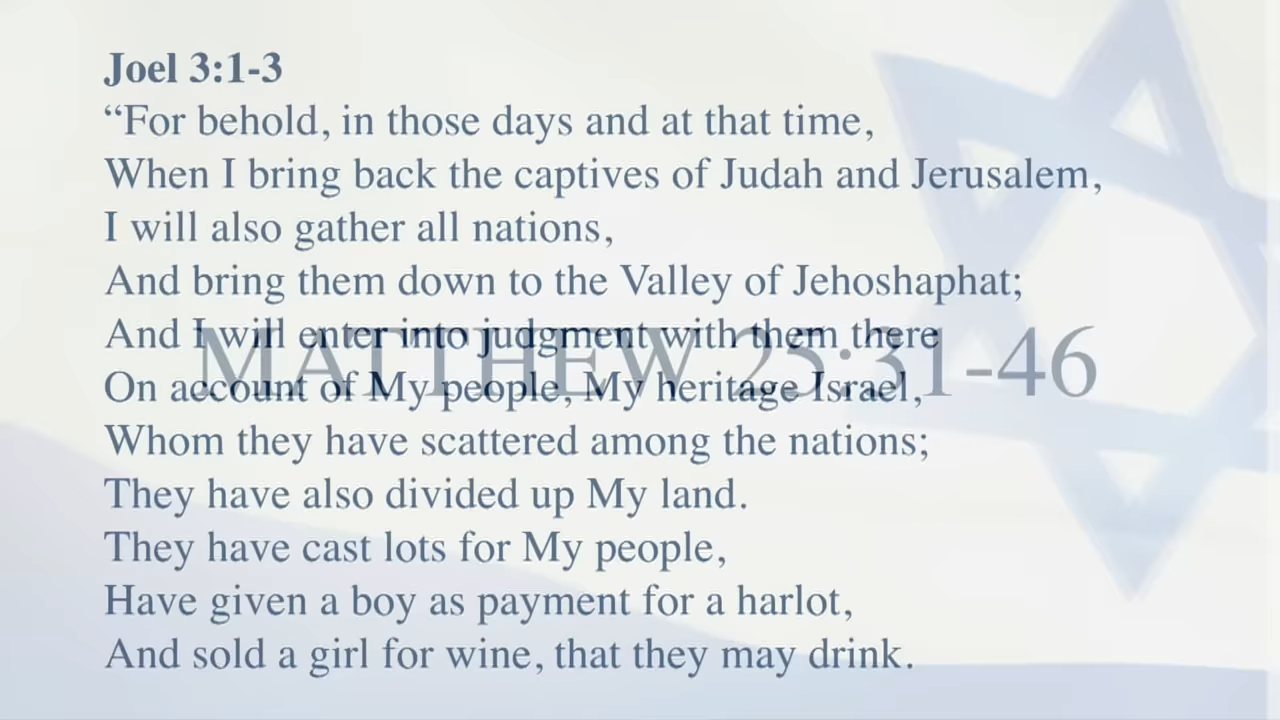 Joel 3:1-3
“For behold, in those days and at that time,
When I bring back the captives of Judah and Jerusalem,
I will also gather all nations,
And bring them down to the Valley of Jehoshaphat;
And I will enter into judgment with them there
MATTHEW 25:31-46
On account of My people, My heritage Israel,
Whom they have scattered among the nations;
They have also divided up My land.
They have cast lots for My people,
Have given a boy as payment for a harlot,
And sold a girl for wine, that they may drink.